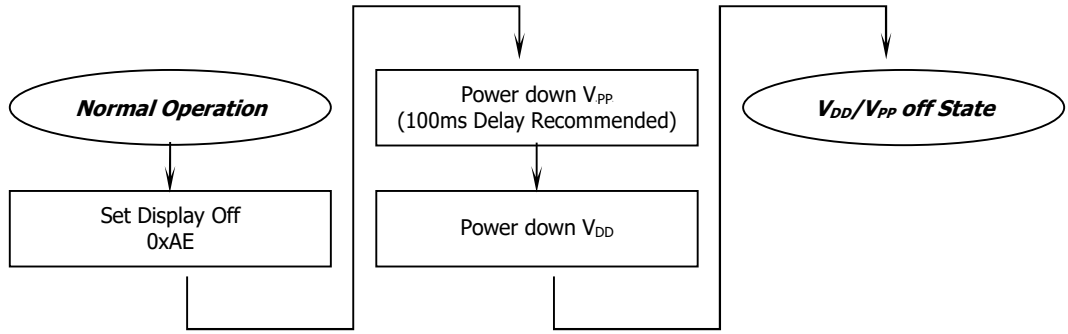 Normal Operation
Set Display Off
0xAE
Power down VPP
(100ms Delay Recommended)
Power down VDD
VDD/VPP off State